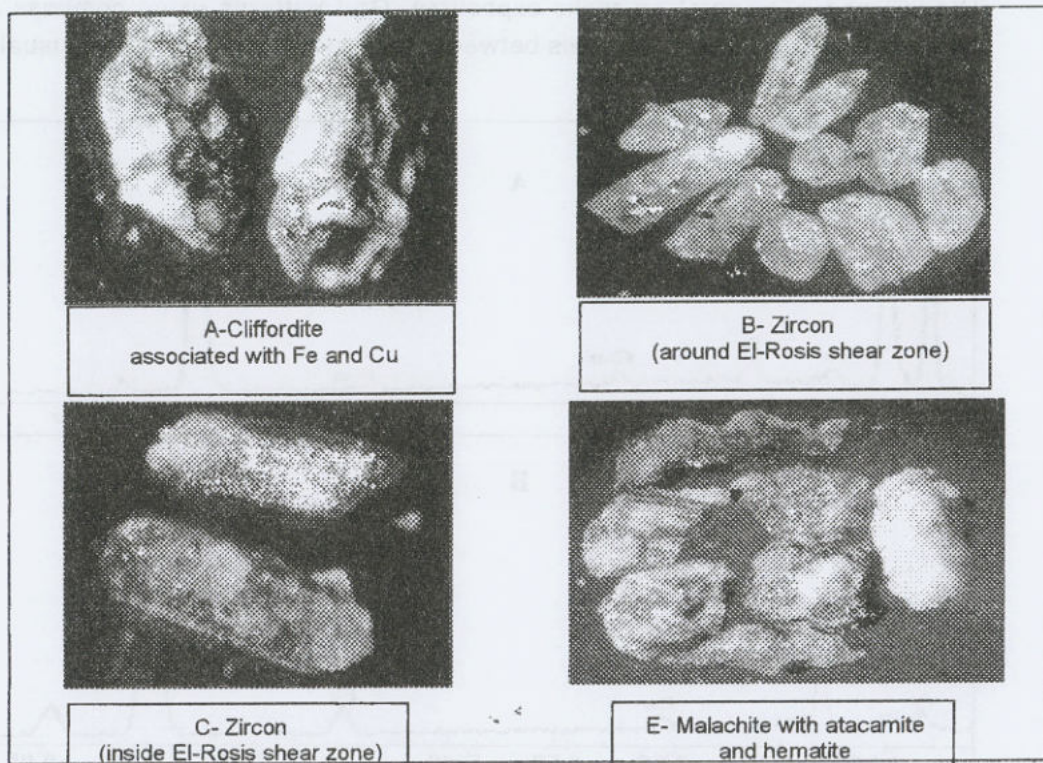 A-Cliffordite
associated with Fe and Cu
B- Zircon
(around El-Rosis shear zone)
C- Zircon
(inside El-Rosis shear zone)
E- Malachite with atacamite
and hematite